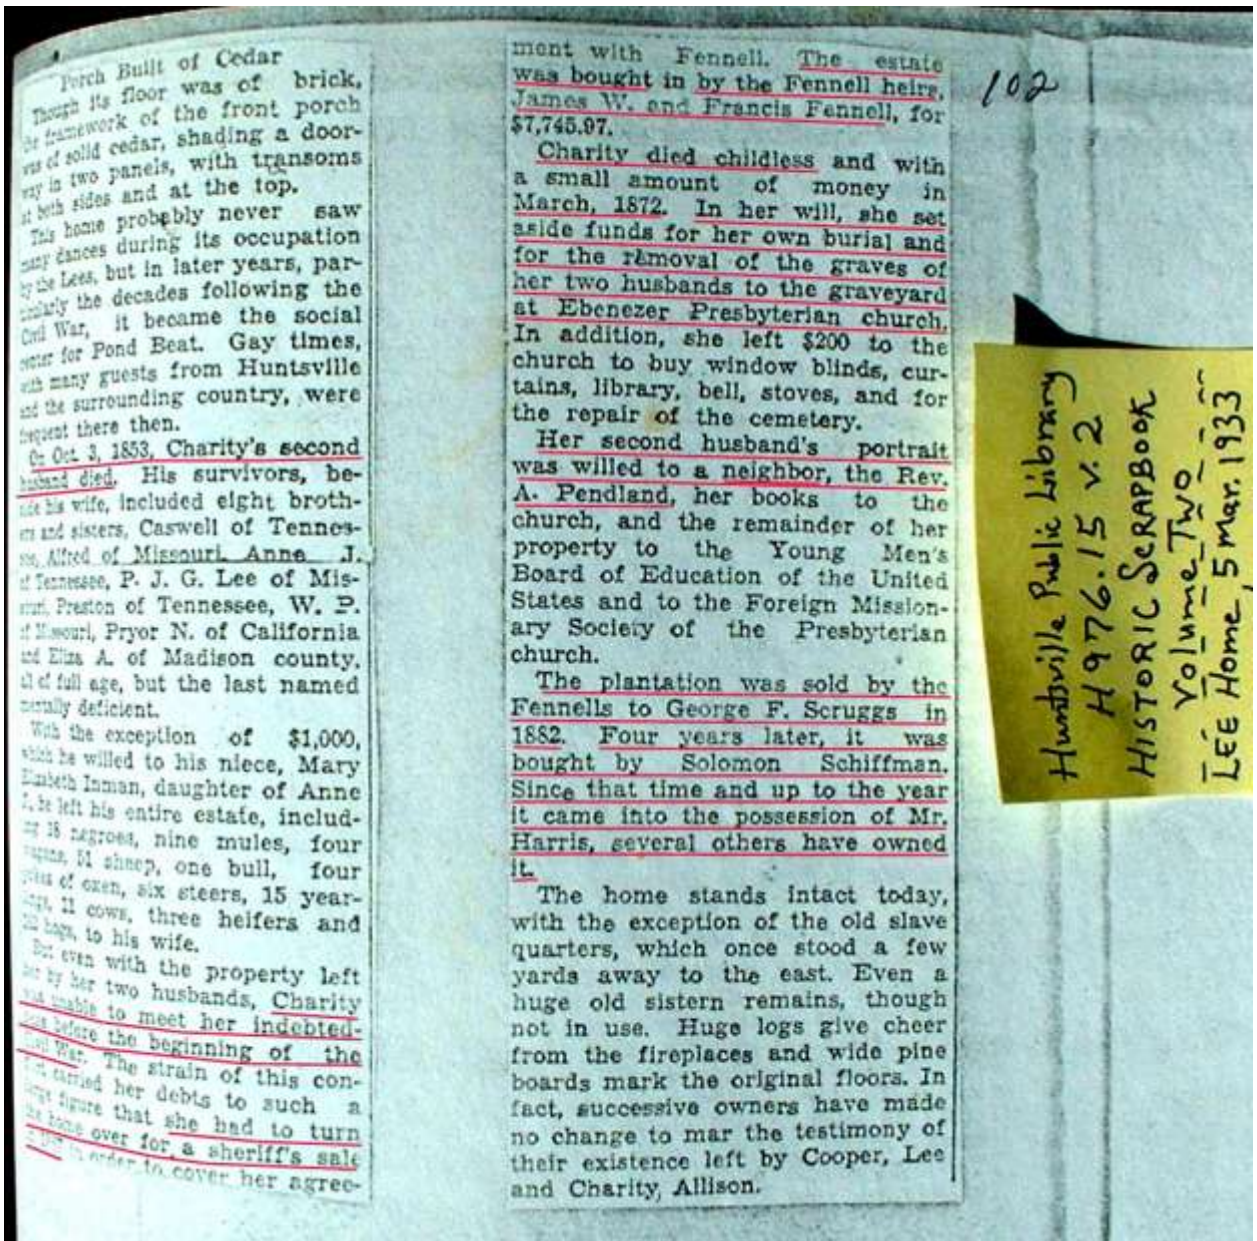 Porch Built of Cedar
Though its floor was of brick,
the framework of the front porch
was of solid cedar, shading a door-
way in two panels, with transoms
at both sides and at the top.
This home probably never saw
many dances during its occupation
by the Lees, but in later years, par-
ticularly the decades following the
Civil War, it became the social
center for Pond Beat. Gay times,
with many guests from Huntsville
and the surrounding country, were
frequent there then.
On Oct. 3, 1853, Charity's second
husband died. His survivors, be-
side his wife, included eight broth-
ers and sisters, Caswell of Tennes-
see, Alfred of Missouri, Anne J.
of Tennessee, P. J. G. Lee of Mis-
souri, Preston of Tennessee, W. P.
of Missouri, Pryor N. of California
and Eliza A. of Madison county,
all of full age, but the last named
mentally deficient.
With the exception of $1,000,
which he willed to his niece, Mary
Elizabeth Inman, daughter of Anne
J., he left his entire estate, includ-
ing 18 negroes, nine mules, four
wagons, 51 sheep, one bull, four
yokes of oxen, six steers, 15 year-
lings, 11 cows, three heifers and
hogs, to his wife.
But even with the property left
her by her two husbands, Charity
was unable to meet her indebted-
ness before the beginning of the
Civil War. The strain of this con-
carried her debts to such a
large figure that she had to turn
the home over for a sheriff's sale
in order to cover her agree-
ment with Fennell. The estate
was bought in by the Fennell heirs,
James W. and Francis Fennell, for
$7,745.97.
Charity died childless and with
a small amount of money in
March, 1872. In her will, she set
aside funds for her own burial and
for the removal of the graves of
her two husbands to the graveyard
at Ebenezer Presbyterian church.
In addition, she left $200 to the
church to buy window blinds, cur-
tains, library, bell, stoves, and for
the repair of the cemetery.
Her second husband's portrait
was willed to a neighbor, the Rev.
A. Pendland, her books to the
church, and the remainder of her
property to the Young Men's
Board of Education of the United
States and to the Foreign Mission-
ary Society of the Presbyterian
church.
The plantation was sold by the
Fennells to George F. Scruggs in
1882. Four years later, it was
bought by Solomon Schiffman.
Since that time and up to the year
it came into the possession of Mr.
Harris, several others have owned
it.
The home stands intact today,
with the exception of the old slave
quarters, which once stood a few
yards away to the east. Even a
huge old sistern remains, though
not in use. Huge logs give cheer
from the fireplaces and wide pine
boards mark the original floors. In
fact, successive owners have made
no change to mar the testimony of
their existence left by Cooper, Lee
and Charity, Allison.
102
Huntsville Public Library
H 976.15 v. 2
HISTORIC SCRAPBOOK
Volume Two
LEE Home, 5 Mar. 1933